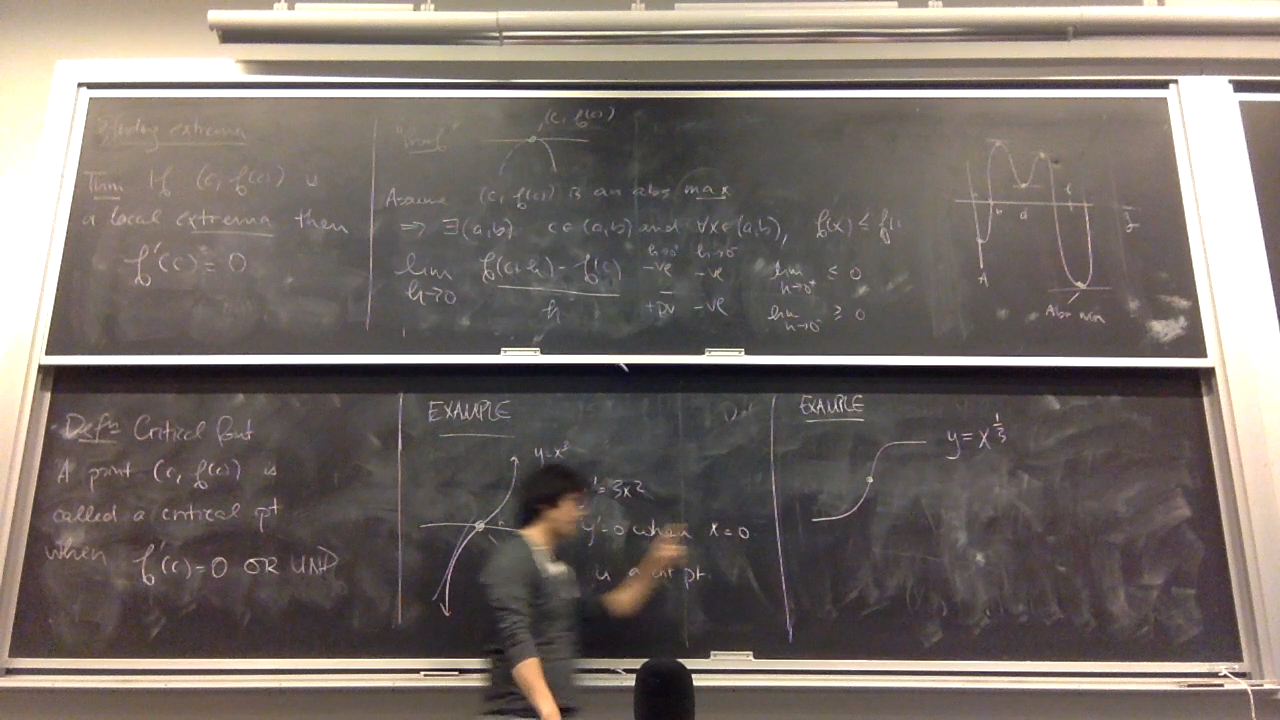 Finding extrema
Thm If (c, f(c)) is
a local extrema then
f'(c) = 0
"Proof"
(c, f(c))
Assume (c, f(c)) is an abs max
⇒ ∃(a,b) c∈(a,b) and ∀x∈(a,b), f(x) ≤ f(
lim h→0 f(c+h) - f(c) / h
h→0⁺ h→0⁻
-ve -ve
+ve -ve
lim h→0⁺ ≤ 0
lim h→0⁻ ≥ 0
A
b d f
Abs min
Defn Critical Point
A point (c, f(c)) is
called a critical pt
when f'(c) = 0 OR UND
EXAMPLE
y=x³
' = 3x²
y' = 0 when x = 0
is a crit pt.
EXAMPLE
y = x^{1/3}